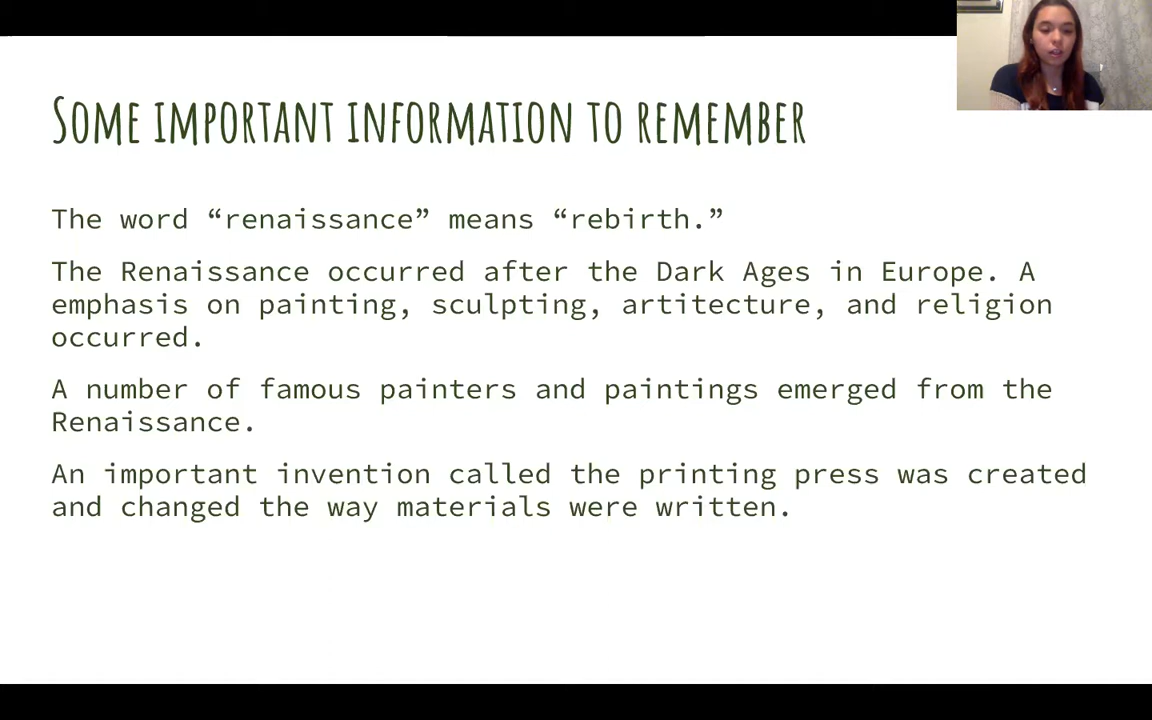 Some important information to remember
The word “renaissance” means “rebirth.”
The Renaissance occurred after the Dark Ages in Europe. A
emphasis on painting, sculpting, artitecture, and religion
occurred.
A number of famous painters and paintings emerged from the
Renaissance.
An important invention called the printing press was created
and changed the way materials were written.